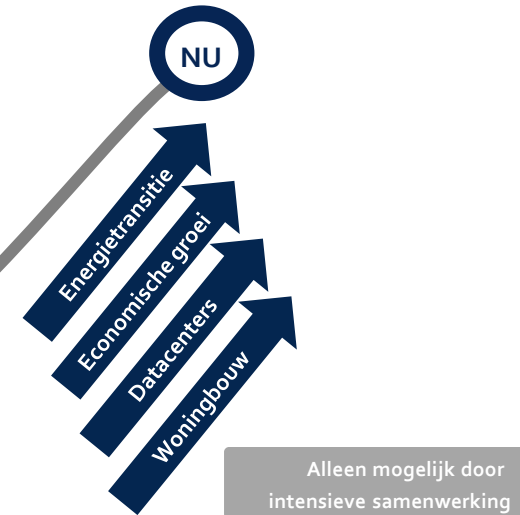 NU
Energietransitie
Economische groei
Datacenters
Woningbouw
Alleen mogelijk door
intensieve samenwerking